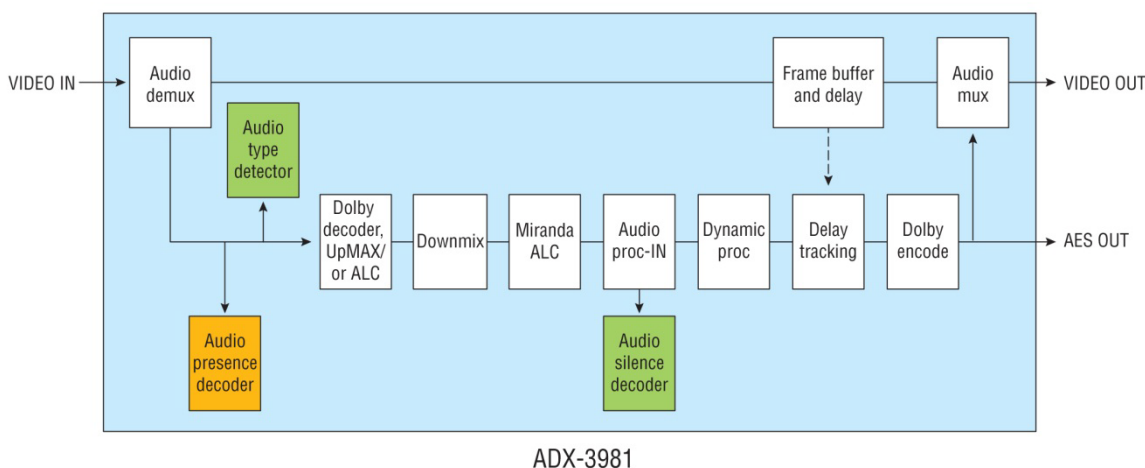 VIDEO IN
Audio
demux
Frame buffer
and delay
Audio
mux
VIDEO OUT
Audio
type
detector
Dolby
decoder,
UpMAX/
or ALC
Downmix
Miranda
ALC
Audio
proc-IN
Dynamic
proc
Delay
tracking
Dolby
encode
AES OUT
Audio
presence
decoder
Audio
silence
decoder
ADX-3981